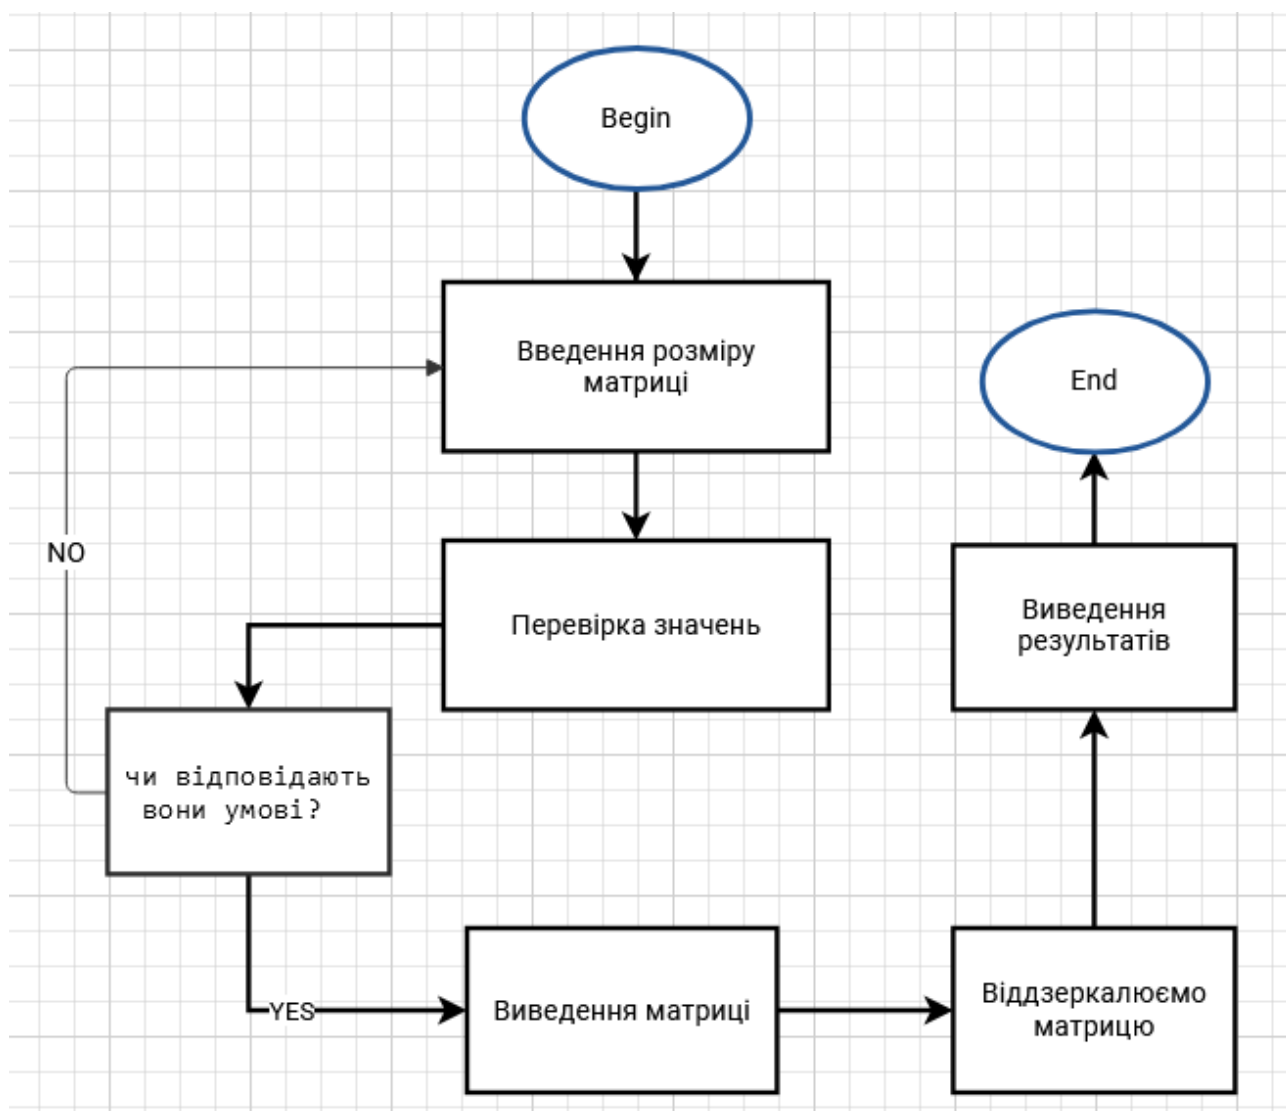 Begin
Введення розміру
матриці
Перевірка значень
NO
чи відповідають
вони умові?
YES
Виведення матриці
Віддзеркалюємо
матрицю
Виведення
результатів
End